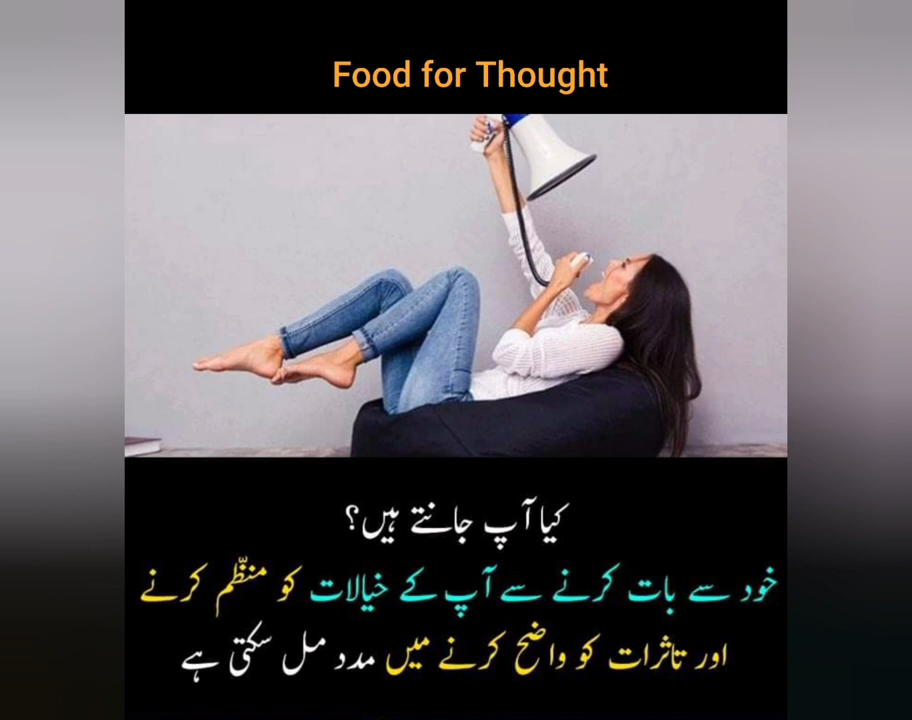 Food for Thought
کیا آپ جانتے ہیں؟
خود سے بات کرنے سے آپ کے خیالات کو منظّم کرنے
اور تاثرات کو واضح کرنے میں مدد مل سکتی ہے